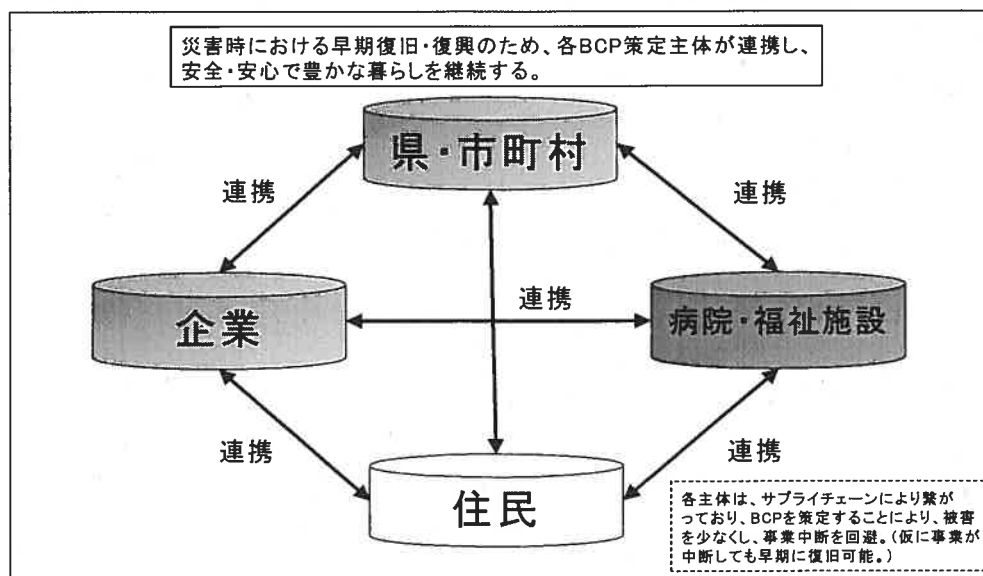 災害時における早期復旧・復興のため、各BCP策定主体が連携し、
安全・安心で豊かな暮らしを継続する。
県・市町村
連携
連携
企業
連携
病院・福祉施設
連携
連携
住民
各主体は、サプライチェーンにより繋が
っており、BCPを策定することにより、被害
を少なくし、事業中断を回避。（仮に事業が
中断しても早期に復旧可能。）